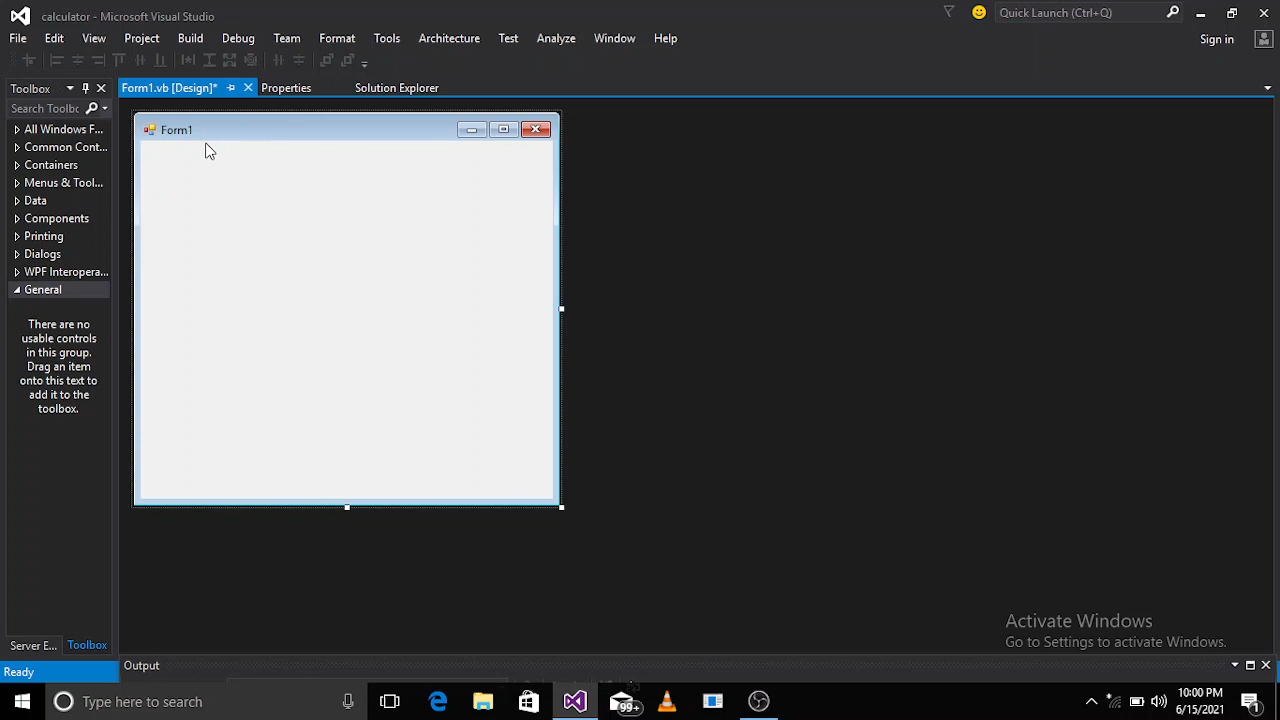 calculator - Microsoft Visual Studio
Quick Launch (Ctrl+Q)
File Edit View Project Build Debug Team Format Tools Architecture Test Analyze Window Help
Sign in
Toolbox
Form1.vb [Design]*
Properties
Solution Explorer
Search Toolbc
All Windows F...
Common Cont...
Containers
Menus & Tool...
Data
Components
Printing
Dialogs
WPF Interopera...
General
There are no
usable controls
in this group.
Drag an item
onto this text to
add it to the
toolbox.
Form1
Activate Windows
Go to Settings to activate Windows.
Server E...
Toolbox
Output
Ready
Type here to search
99+
10:00 PM
6/15/2021
1